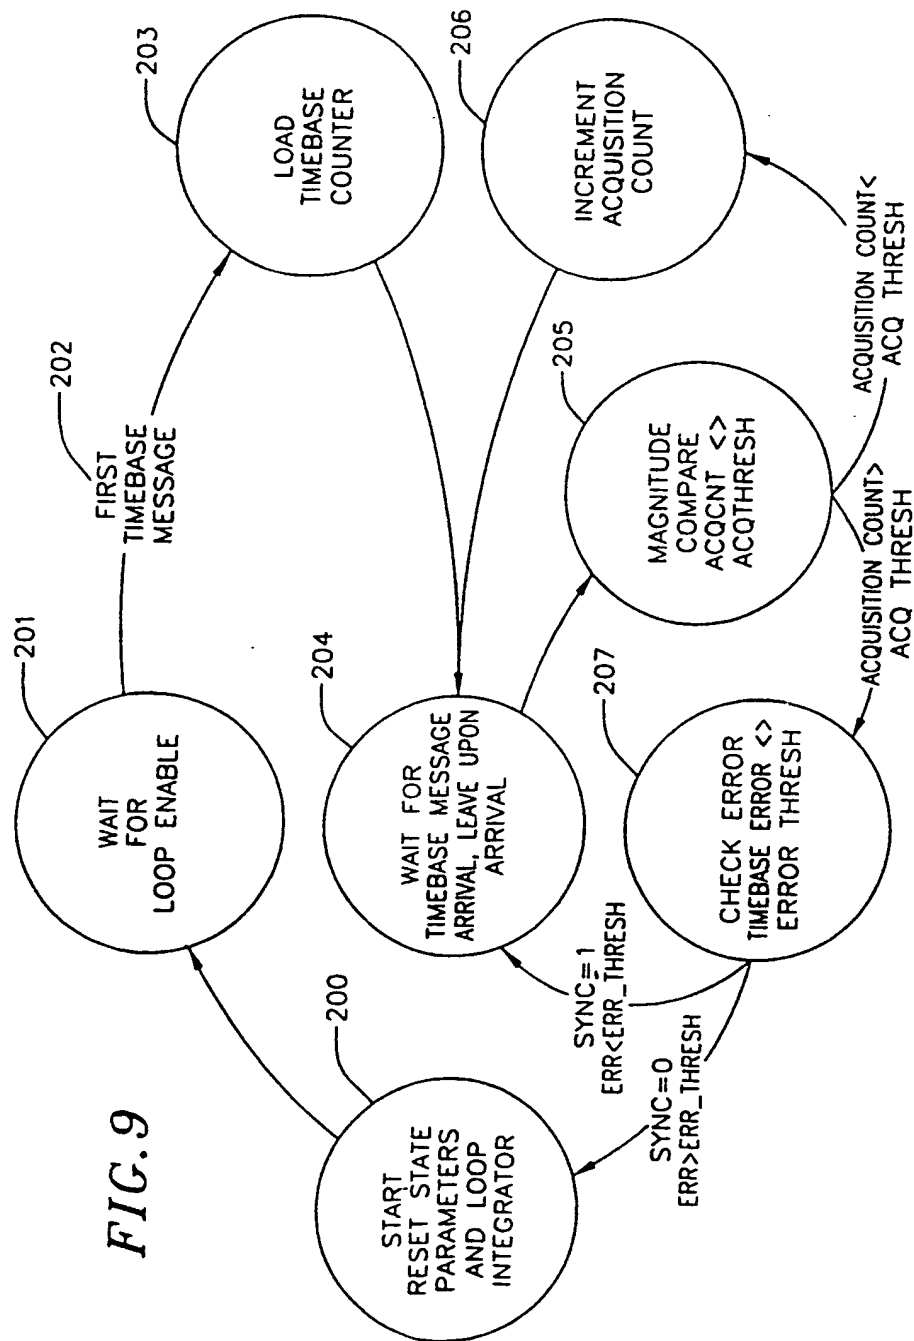 FIG.9
START
RESET STATE
PARAMETERS
AND LOOP
INTEGRATOR
200
WAIT
FOR
LOOP ENABLE
201
FIRST
TIMEBASE
MESSAGE
202
LOAD
TIMEBASE
COUNTER
203
WAIT FOR
TIMEBASE MESSAGE
ARRIVAL, LEAVE UPON
ARRIVAL
204
MAGNITUDE
COMPARE
ACQCNT <>
ACQTHRESH
205
INCREMENT
ACQUISITION
COUNT
206
CHECK ERROR
TIMEBASE ERROR <>
ERROR THRESH
207
SYNC=1
ERR<ERR_THRESH
SYNC=0
ERR>ERR_THRESH
ACQUISITION COUNT>
ACQ THRESH
ACQUISITION COUNT<
ACQ THRESH